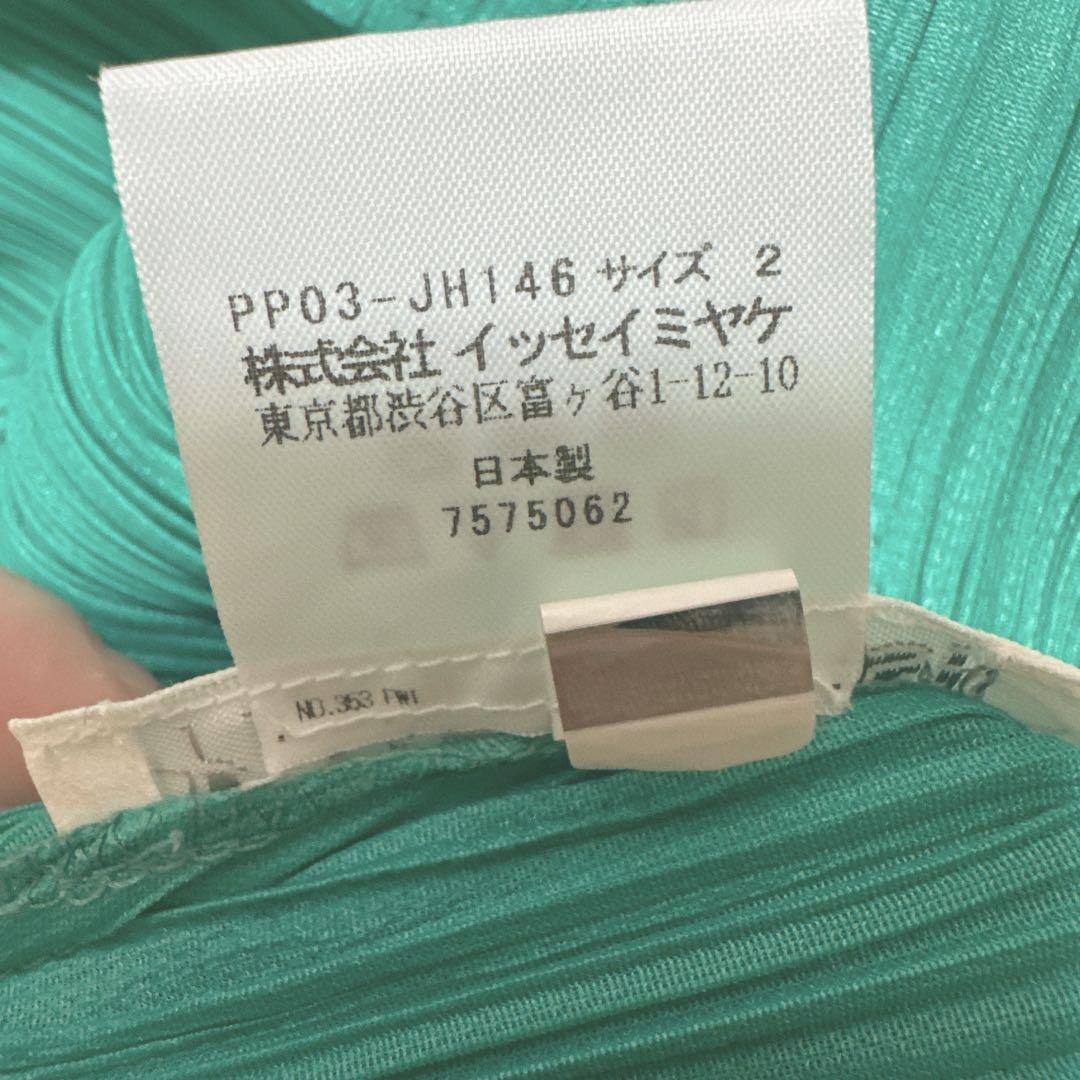 PP03-JH146 サイズ 2
株式会社 イッセイミヤケ
東京都渋谷区富ヶ谷1-12-10
日本製
7575062
NO.353